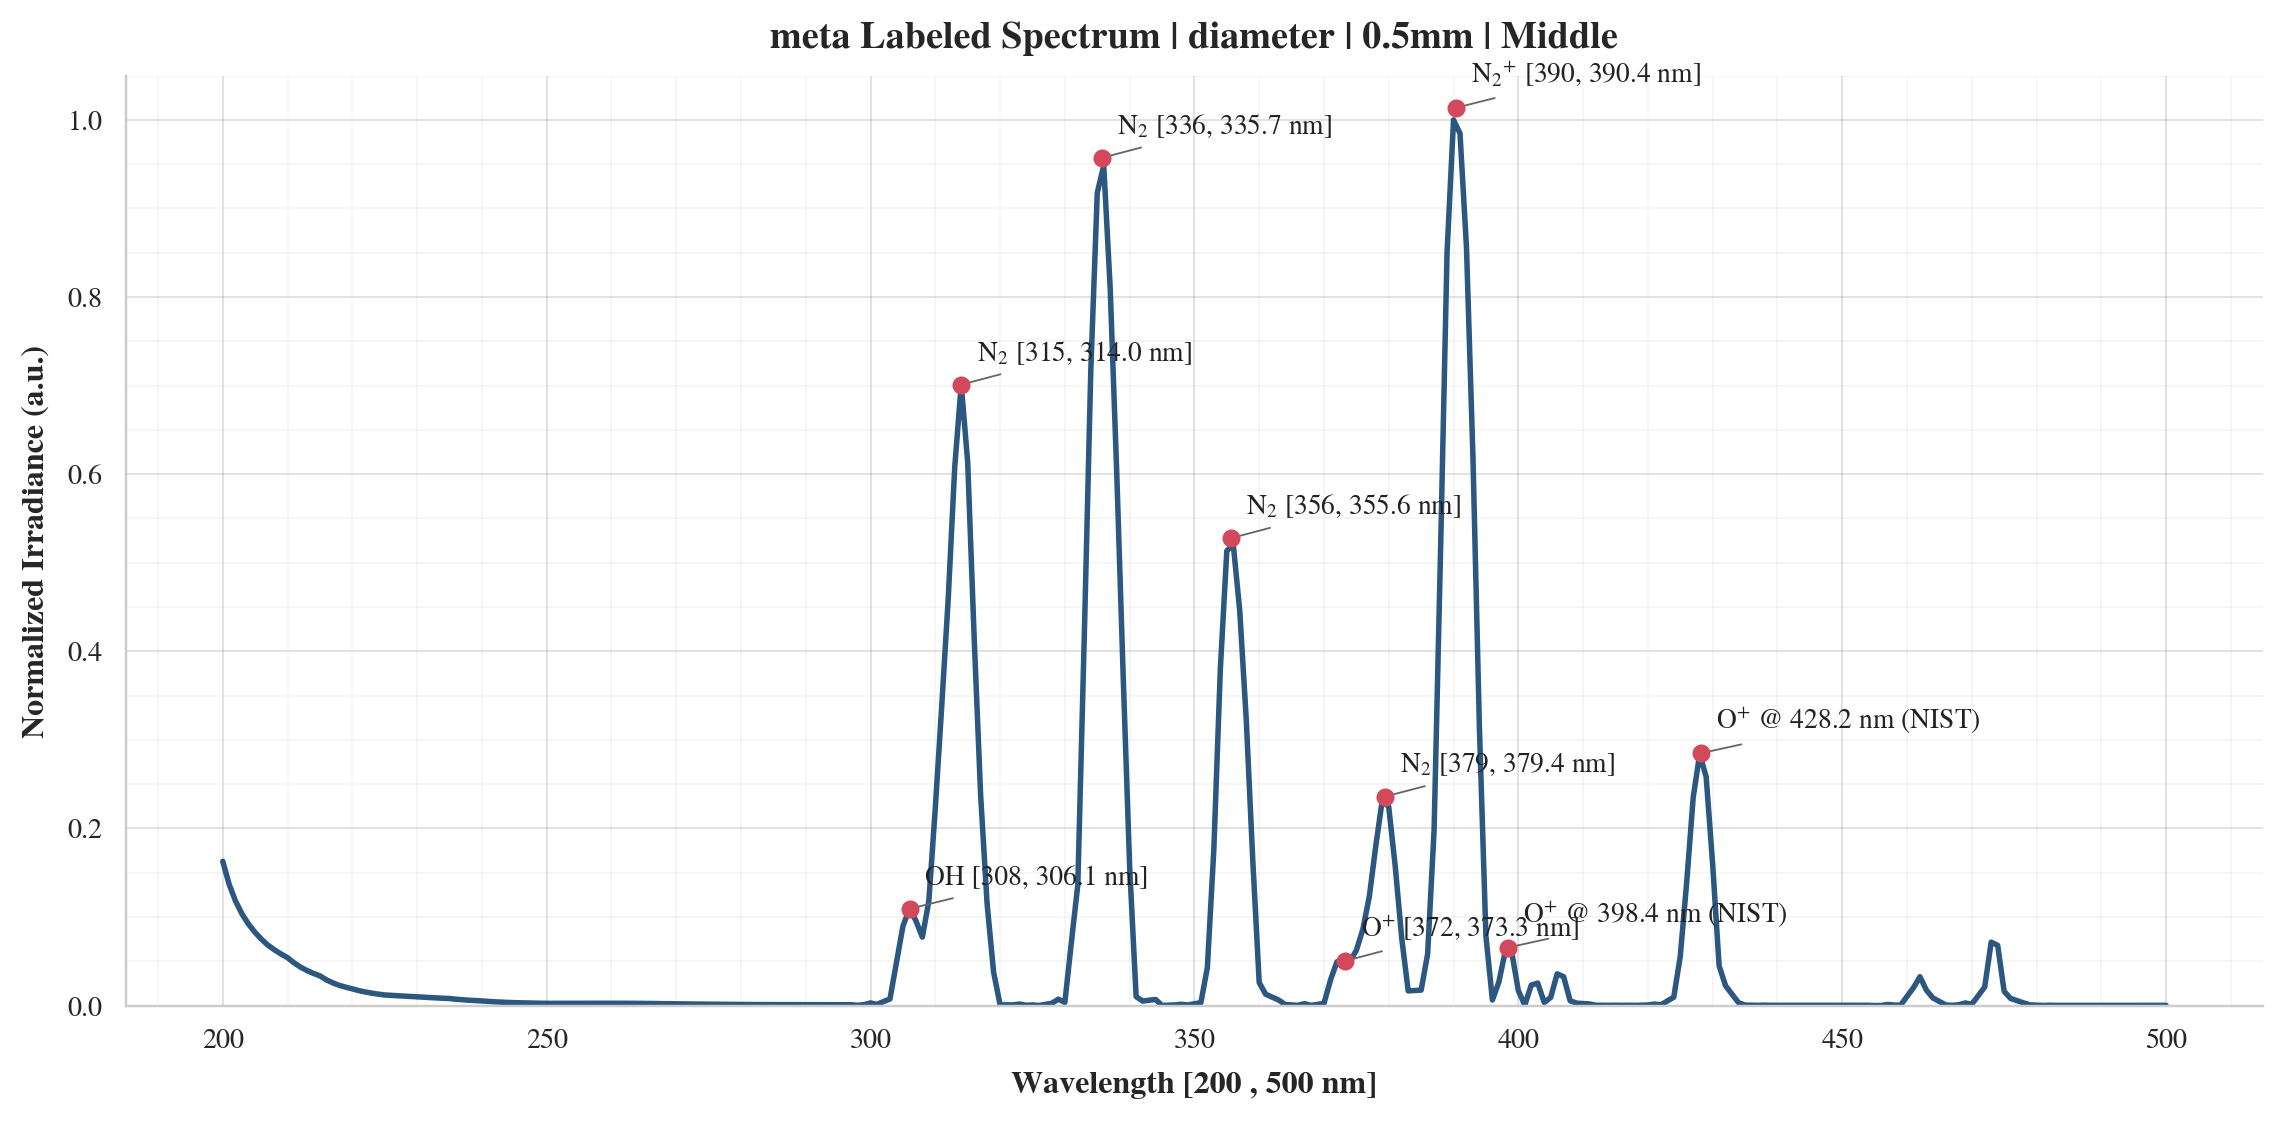 meta Labeled Spectrum | diameter | 0.5mm | Middle
N₂⁺ [390, 390.4 nm]
N₂ [336, 335.7 nm]
N₂ [315, 314.0 nm]
N₂ [356, 355.6 nm]
O⁺ @ 428.2 nm (NIST)
N₂ [379, 379.4 nm]
OH [308, 306.1 nm]
O⁺ @ 398.4 nm (NIST)
O⁺ [372, 373.3 nm]
Normalized Irradiance (a.u.)
1.0
0.8
0.6
0.4
0.2
0.0
200 250 300 350 400 450 500
Wavelength [200 , 500 nm]